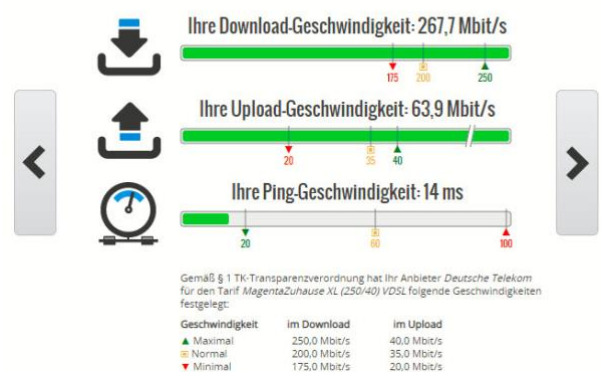 Ihre Download-Geschwindigkeit: 267,7 Mbit/s
175 200 250
Ihre Upload-Geschwindigkeit: 63,9 Mbit/s
20 35 40
Ihre Ping-Geschwindigkeit: 14 ms
20 60 100
Gemäß § 1 TK-Transparenzverordnung hat Ihr Anbieter Deutsche Telekom
für den Tarif MagentaZuhause XL (250/40) VDSL folgende Geschwindigkeiten
festgelegt:
Geschwindigkeit im Download im Upload
Maximal 250,0 Mbit/s 40,0 Mbit/s
Normal 200,0 Mbit/s 35,0 Mbit/s
Minimal 175,0 Mbit/s 20,0 Mbit/s